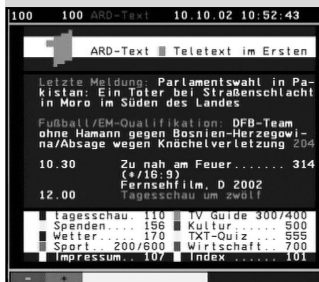 100 100 ARD-Text 10.10.02 10:52:43
ARD-Text Teletext im Ersten
Letzte Meldung: Parlamentswahl in Pa-
kistan: Ein Toter bei Straßenschlacht
in Moro im Süden des Landes
Fußball/EM-Qualifikation: DFB-Team
ohne Hamann gegen Bosnien-Herzegowi-
na/Absage wegen Knöchelverletzung 204
10.30 Zu nah am Feuer....... 314
(*/16:9)
Fernsehfilm, D 2002
12.00 Tagesschau um zwölf
tagesschau. 110 TV Guide 300/400
Spenden.... 156 Kultur....... 500
Wetter..... 170 TXT-Quiz .... 555
Sport.. 200/600 Wirtschaft.. 700
Impressum.. 107 Index ....... 101
- +